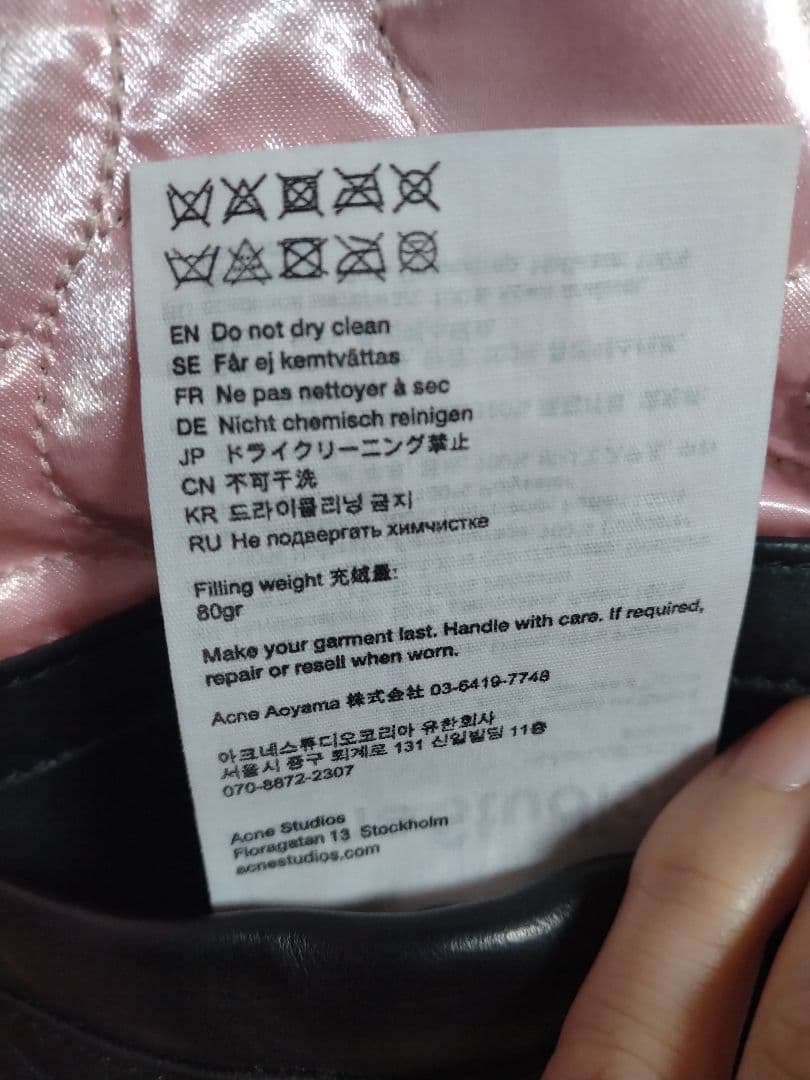 EN Do not dry clean
SE Får ej kemtvättas
FR Ne pas nettoyer à sec
DE Nicht chemisch reinigen
JP ドライクリーニング禁止
CN 不可干洗
KR 드라이클리닝 금지
RU Не подвергать химчистке
Filling weight 充绒量:
80gr
Make your garment last. Handle with care. If required,
repair or resell when worn.
Acne Aoyama 株式会社 03-6419-7748
아크네스튜디오코리아 유한회사
서울시 중구 퇴계로 131 신일빌딩 11층
070-8872-2307
Acne Studios
Floragatan 13 Stockholm
acnestudios.com